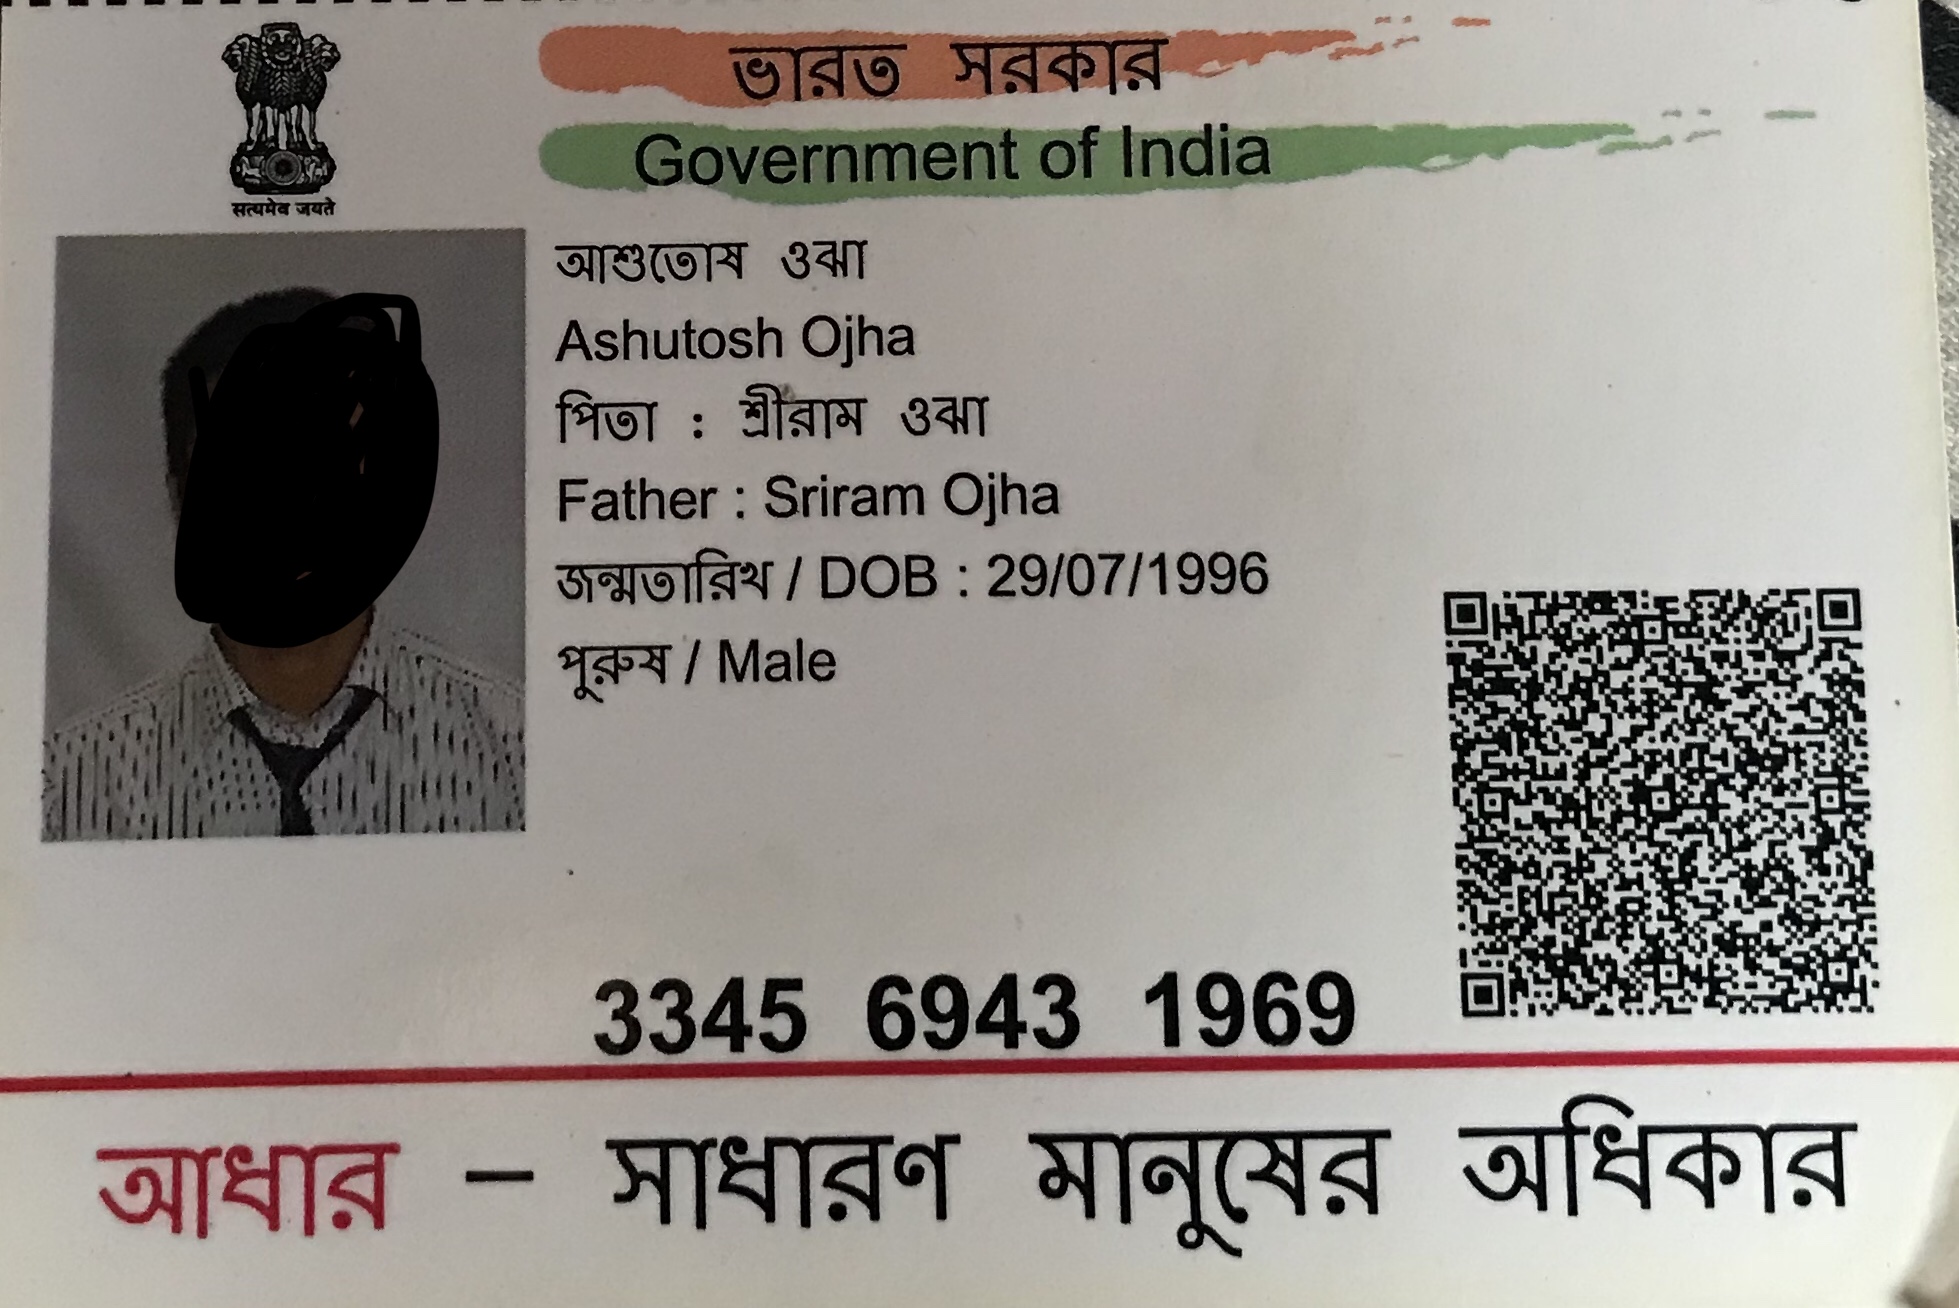 ভারত সরকার
Government of India
सत्यमेव जयते
আশুতোষ ওঝা
Ashutosh Ojha
পিতা : শ্রীরাম ওঝা
Father : Sriram Ojha
জন্মতারিখ / DOB : 29/07/1996
পুরুষ / Male
3345 6943 1969
আধার – সাধারণ মানুষের অধিকার